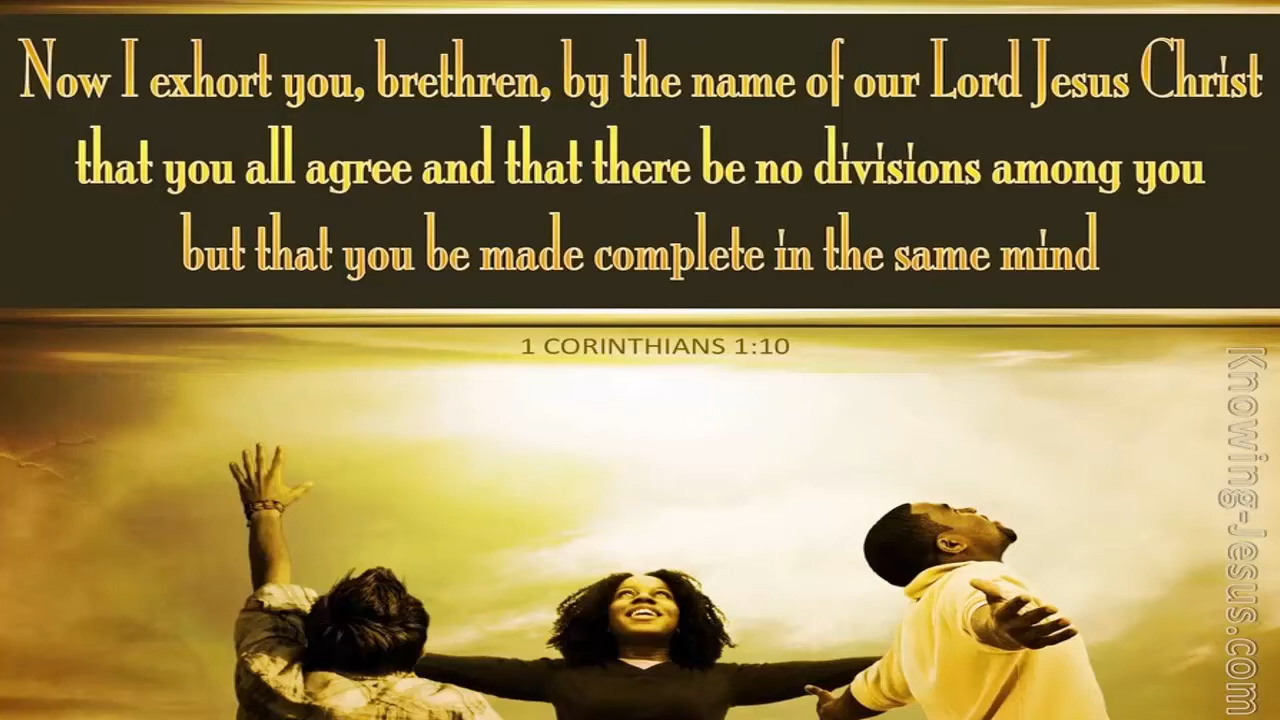 Now I exhort you, brethren, by the name of our Lord Jesus Christ
that you all agree and that there be no divisions among you
but that you be made complete in the same mind
1 CORINTHIANS 1:10
Knowing-Jesus.com